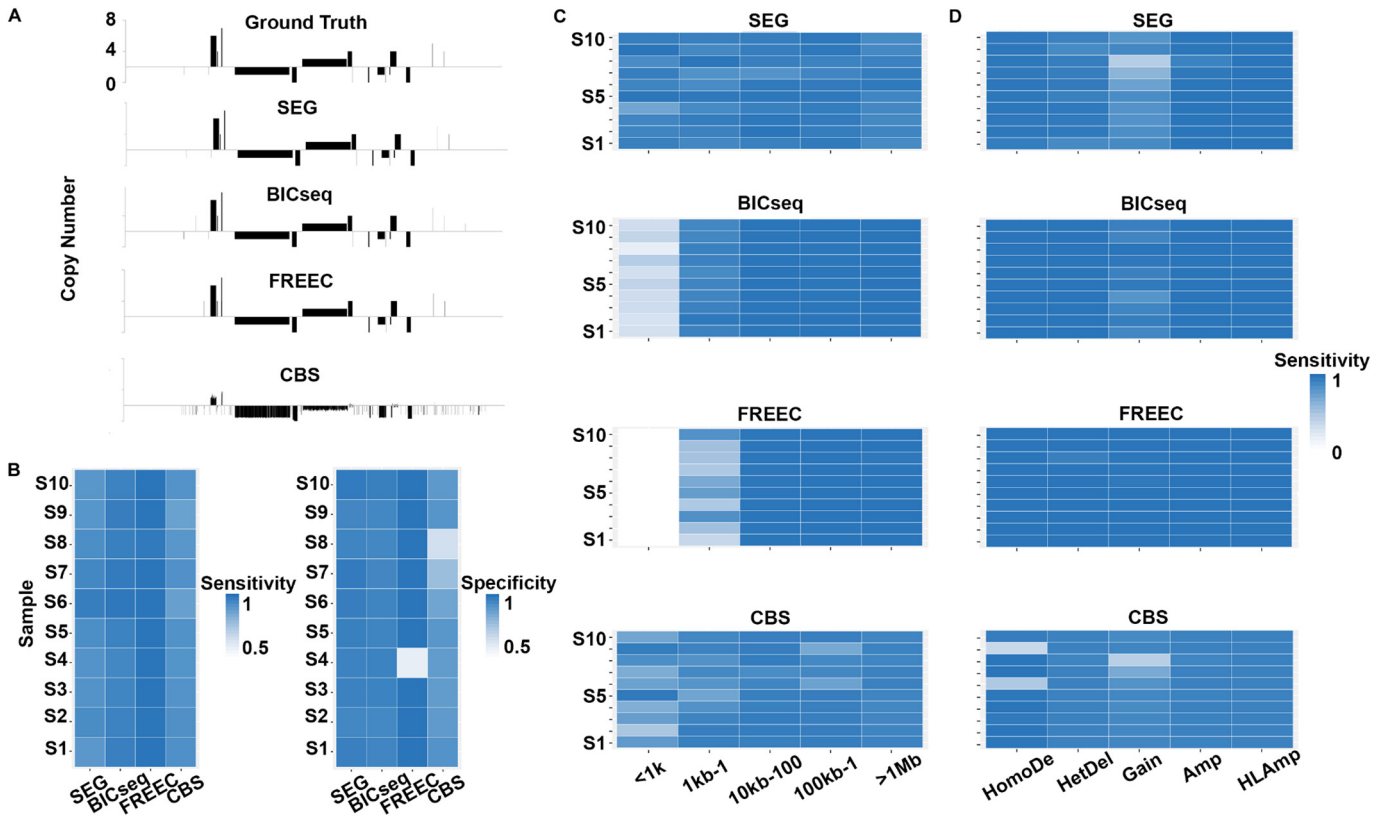 A
Ground Truth
8
4
0
SEG
BICseq
FREEC
CBS
Copy Number
B
S10
S9
S8
S7
S6
S5
S4
S3
S2
S1
Sample
SEG
BICseq
FREEC
CBS
Sensitivity
1
0.5
S10
S9
S8
S7
S6
S5
S4
S3
S2
S1
SEG
BICseq
FREEC
CBS
Specificity
1
0.5
C
SEG
S10
S5
S1
BICseq
S10
S5
S1
FREEC
S10
S5
S1
CBS
S10
S5
S1
<1k
1kb-1
10kb-100
100kb-1
>1Mb
D
SEG
BICseq
FREEC
CBS
HomoDe
HetDel
Gain
Amp
HLAmp
Sensitivity
1
0